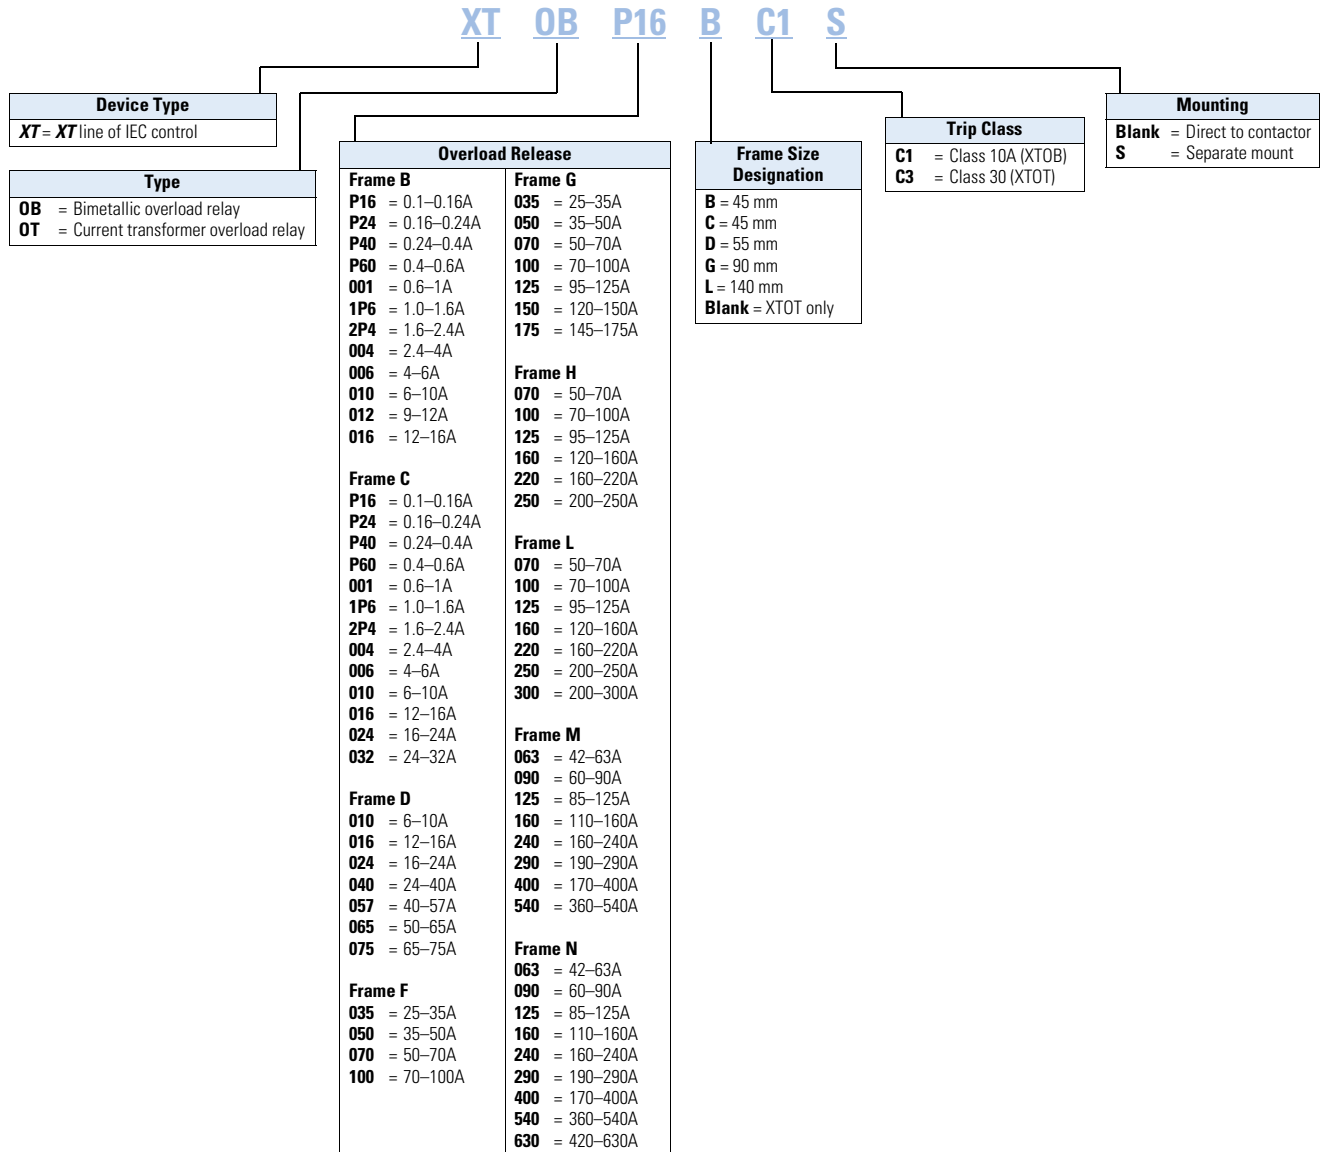 XT OB P16 B C1 S
Device Type
XT = XT line of IEC control
Type
OB = Bimetallic overload relay
OT = Current transformer overload relay
Overload Release
Frame B
P16 = 0.1–0.16A
P24 = 0.16–0.24A
P40 = 0.24–0.4A
P60 = 0.4–0.6A
001 = 0.6–1A
1P6 = 1.0–1.6A
2P4 = 1.6–2.4A
004 = 2.4–4A
006 = 4–6A
010 = 6–10A
012 = 9–12A
016 = 12–16A
Frame C
P16 = 0.1–0.16A
P24 = 0.16–0.24A
P40 = 0.24–0.4A
P60 = 0.4–0.6A
001 = 0.6–1A
1P6 = 1.0–1.6A
2P4 = 1.6–2.4A
004 = 2.4–4A
006 = 4–6A
010 = 6–10A
016 = 12–16A
024 = 16–24A
032 = 24–32A
Frame D
010 = 6–10A
016 = 12–16A
024 = 16–24A
040 = 24–40A
057 = 40–57A
065 = 50–65A
075 = 65–75A
Frame F
035 = 25–35A
050 = 35–50A
070 = 50–70A
100 = 70–100A
Frame G
035 = 25–35A
050 = 35–50A
070 = 50–70A
100 = 70–100A
125 = 95–125A
150 = 120–150A
175 = 145–175A
Frame H
070 = 50–70A
100 = 70–100A
125 = 95–125A
160 = 120–160A
220 = 160–220A
250 = 200–250A
Frame L
070 = 50–70A
100 = 70–100A
125 = 95–125A
160 = 120–160A
220 = 160–220A
250 = 200–250A
300 = 200–300A
Frame M
063 = 42–63A
090 = 60–90A
125 = 85–125A
160 = 110–160A
240 = 160–240A
290 = 190–290A
400 = 170–400A
540 = 360–540A
Frame N
063 = 42–63A
090 = 60–90A
125 = 85–125A
160 = 110–160A
240 = 160–240A
290 = 190–290A
400 = 170–400A
540 = 360–540A
630 = 420–630A
Frame Size
Designation
B = 45 mm
C = 45 mm
D = 55 mm
G = 90 mm
L = 140 mm
Blank = XTOT only
Trip Class
C1 = Class 10A (XTOB)
C3 = Class 30 (XTOT)
Mounting
Blank = Direct to contactor
S = Separate mount